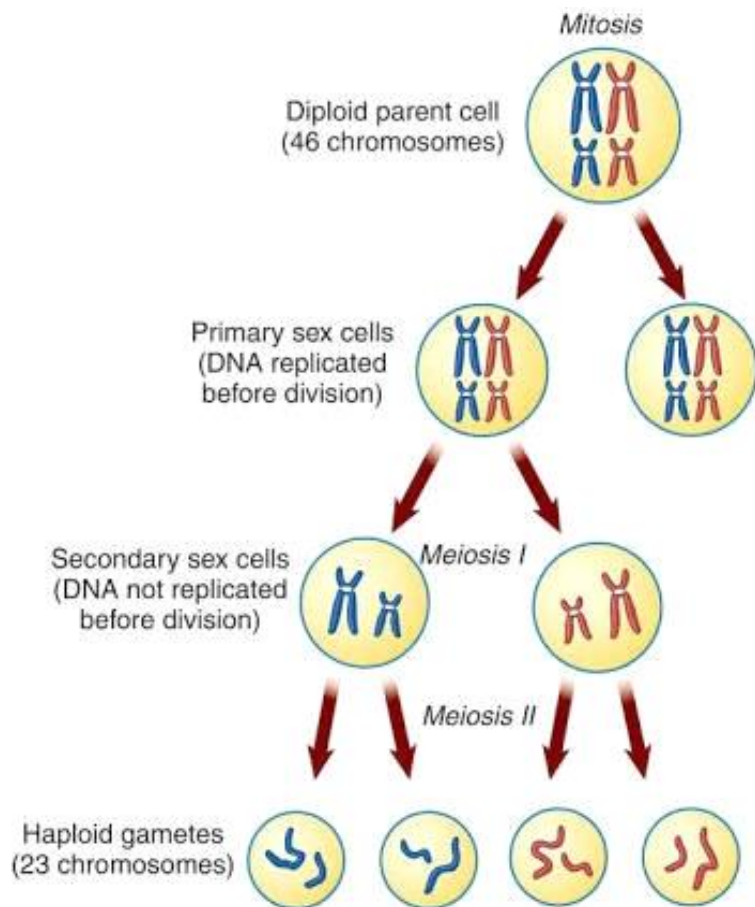 Mitosis
Diploid parent cell
(46 chromosomes)
Primary sex cells
(DNA replicated
before division)
Secondary sex cells
(DNA not replicated
before division)
Meiosis I
Meiosis II
Haploid gametes
(23 chromosomes)